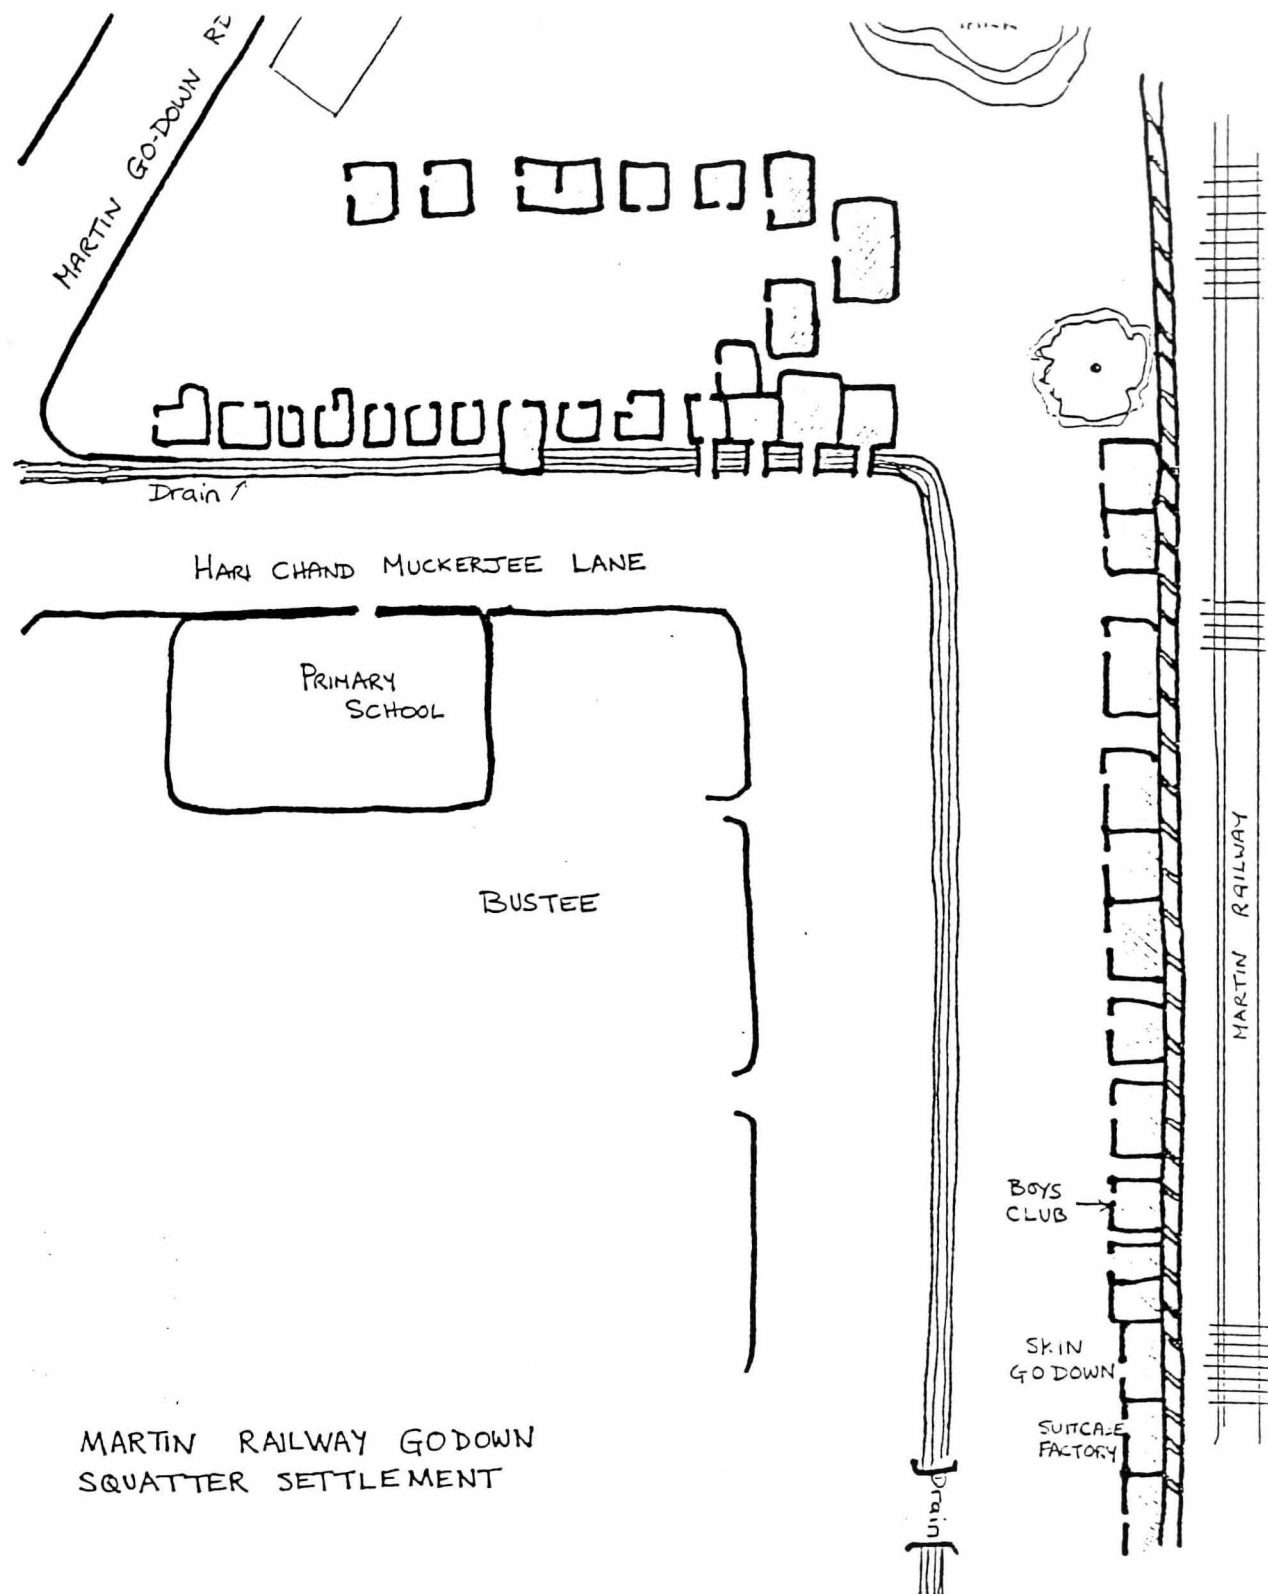 MARTIN GO-DOWN RD
Drain
HARI CHAND MUCKERJEE LANE
PRIMARY
SCHOOL
BUSTEE
MARTIN RAILWAY
BOYS
CLUB
SKIN
GODOWN
SUITCASE
FACTORY
MARTIN RAILWAY GODOWN
SQUATTER SETTLEMENT
Drain